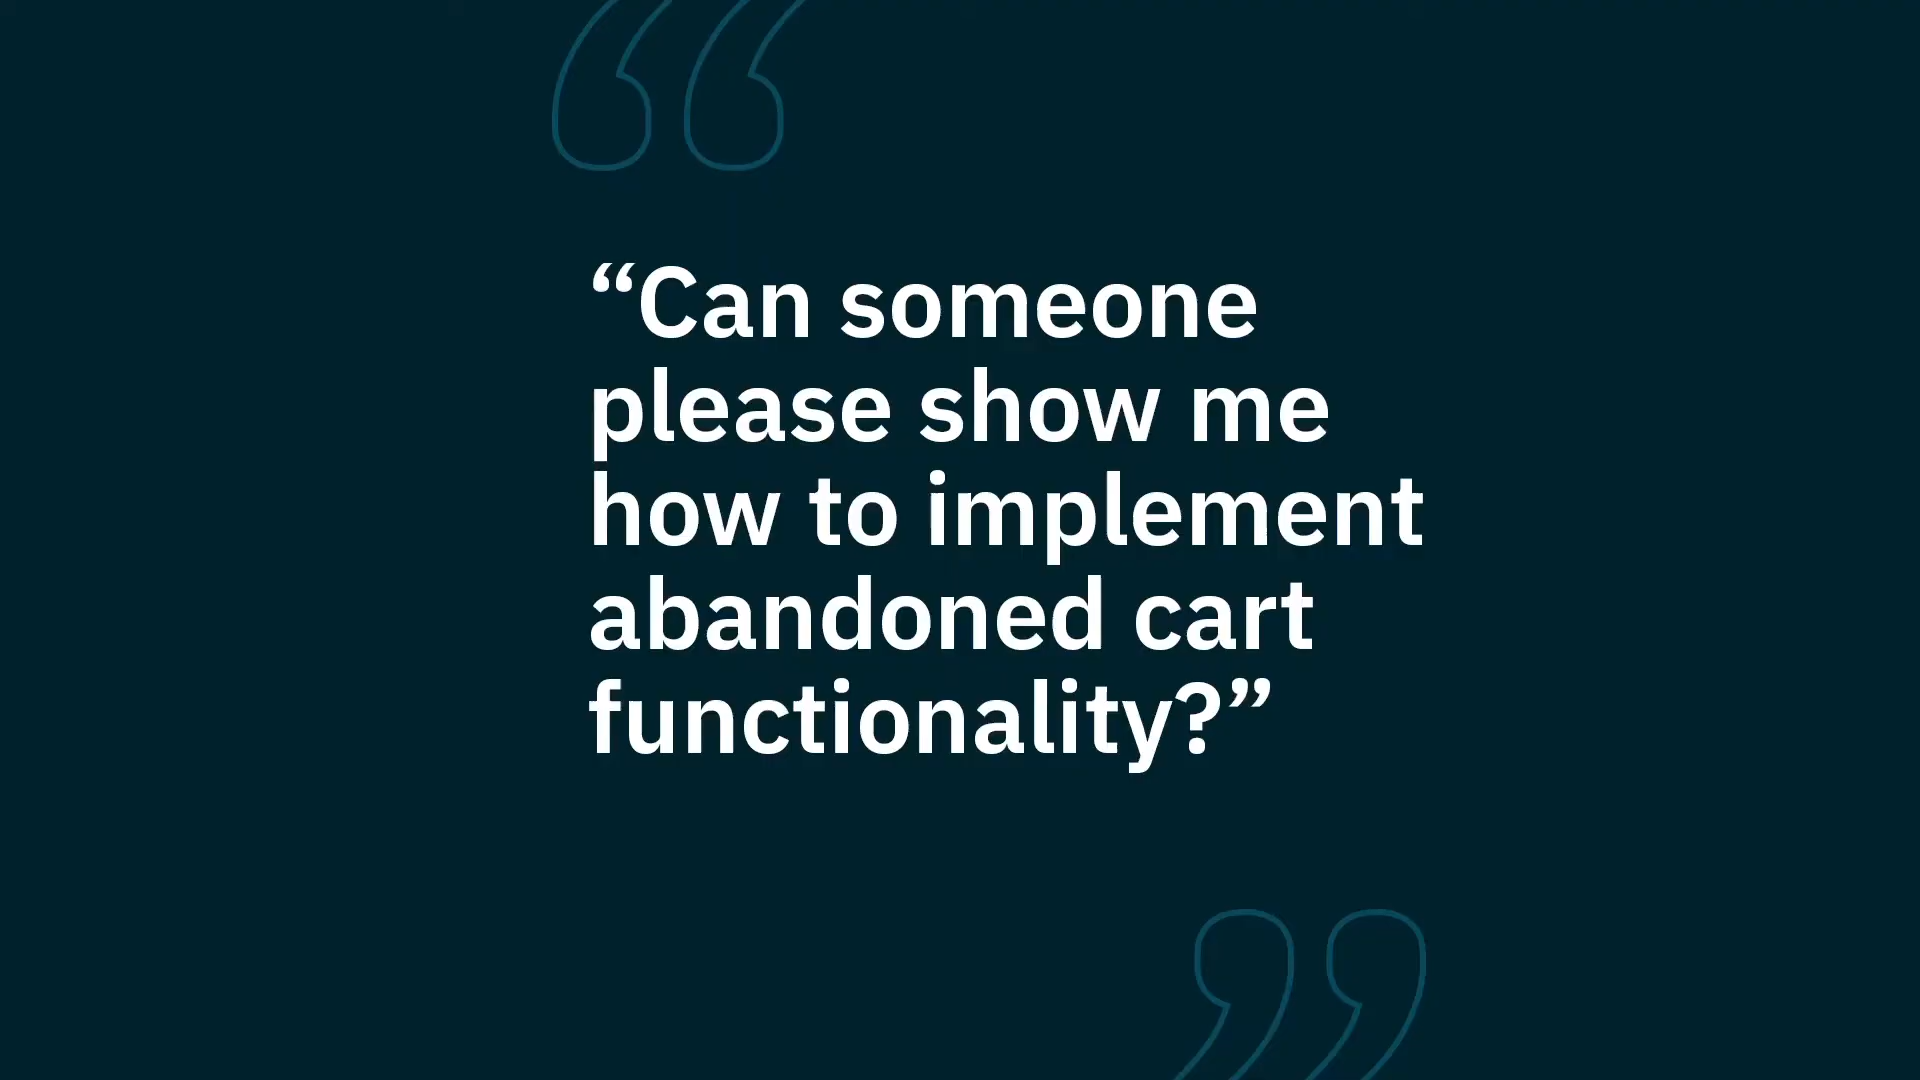 “Can someone
please show me
how to implement
abandoned cart
functionality?”